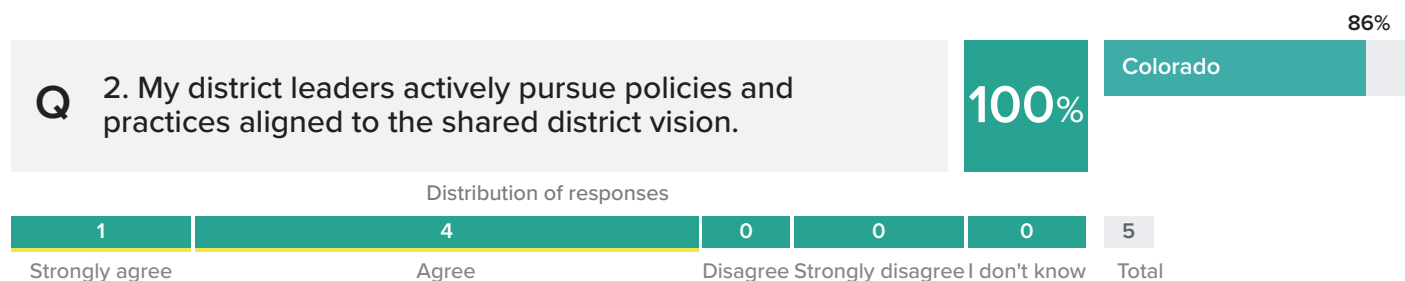 86%
Q
2. My district leaders actively pursue policies and
practices aligned to the shared district vision.
100%
Colorado
Distribution of responses
1 4 0 0 0 5
Strongly agree Agree Disagree Strongly disagree I don't know Total